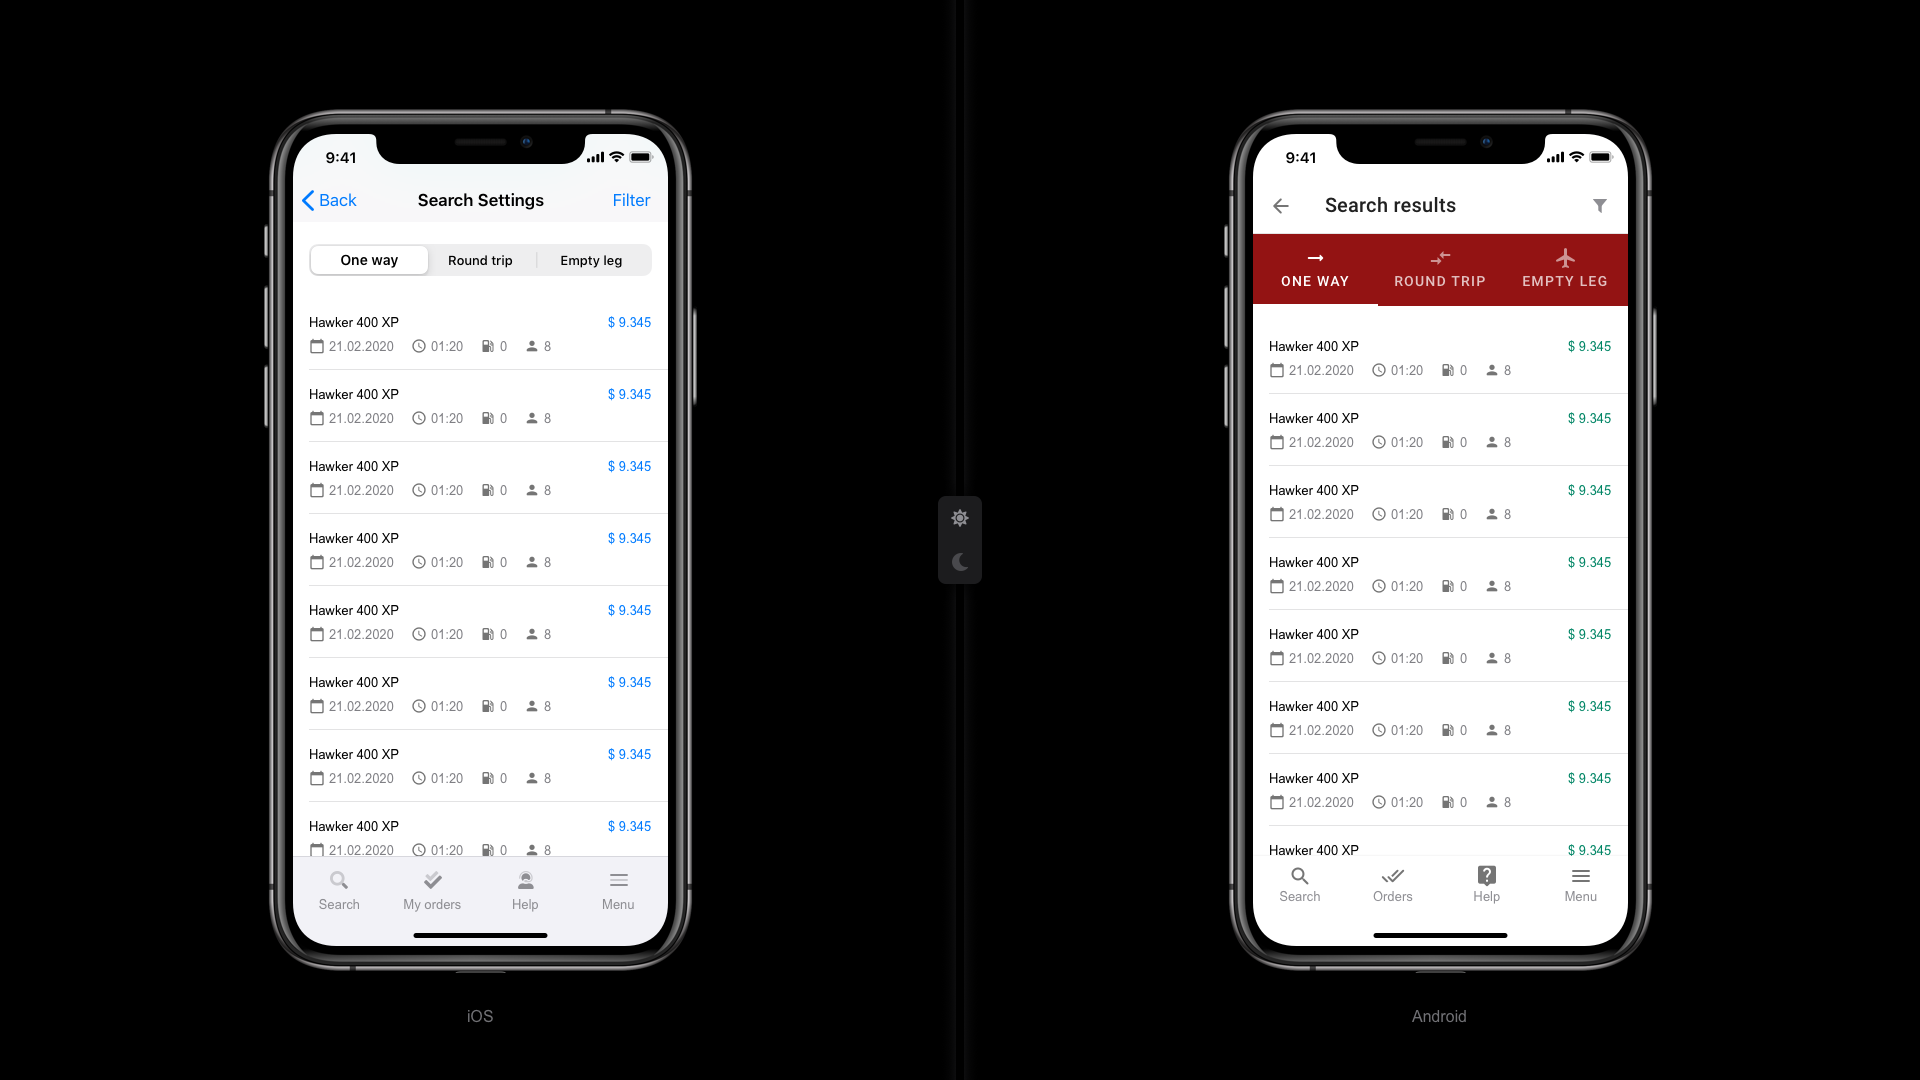 9:41
Back
Search Settings
Filter
One way
Round trip
Empty leg
Hawker 400 XP
$ 9.345
21.02.2020 01:20 0 8
Hawker 400 XP
$ 9.345
21.02.2020 01:20 0 8
Hawker 400 XP
$ 9.345
21.02.2020 01:20 0 8
Hawker 400 XP
$ 9.345
21.02.2020 01:20 0 8
Hawker 400 XP
$ 9.345
21.02.2020 01:20 0 8
Hawker 400 XP
$ 9.345
21.02.2020 01:20 0 8
Hawker 400 XP
$ 9.345
21.02.2020 01:20 0 8
Hawker 400 XP
$ 9.345
21.02.2020 01:20 0 8
Search
My orders
Help
Menu
iOS
9:41
Search results
ONE WAY
ROUND TRIP
EMPTY LEG
Hawker 400 XP
$ 9.345
21.02.2020 01:20 0 8
Hawker 400 XP
$ 9.345
21.02.2020 01:20 0 8
Hawker 400 XP
$ 9.345
21.02.2020 01:20 0 8
Hawker 400 XP
$ 9.345
21.02.2020 01:20 0 8
Hawker 400 XP
$ 9.345
21.02.2020 01:20 0 8
Hawker 400 XP
$ 9.345
21.02.2020 01:20 0 8
Hawker 400 XP
$ 9.345
21.02.2020 01:20 0 8
Hawker 400 XP
$ 9.345
Search
Orders
Help
Menu
Android